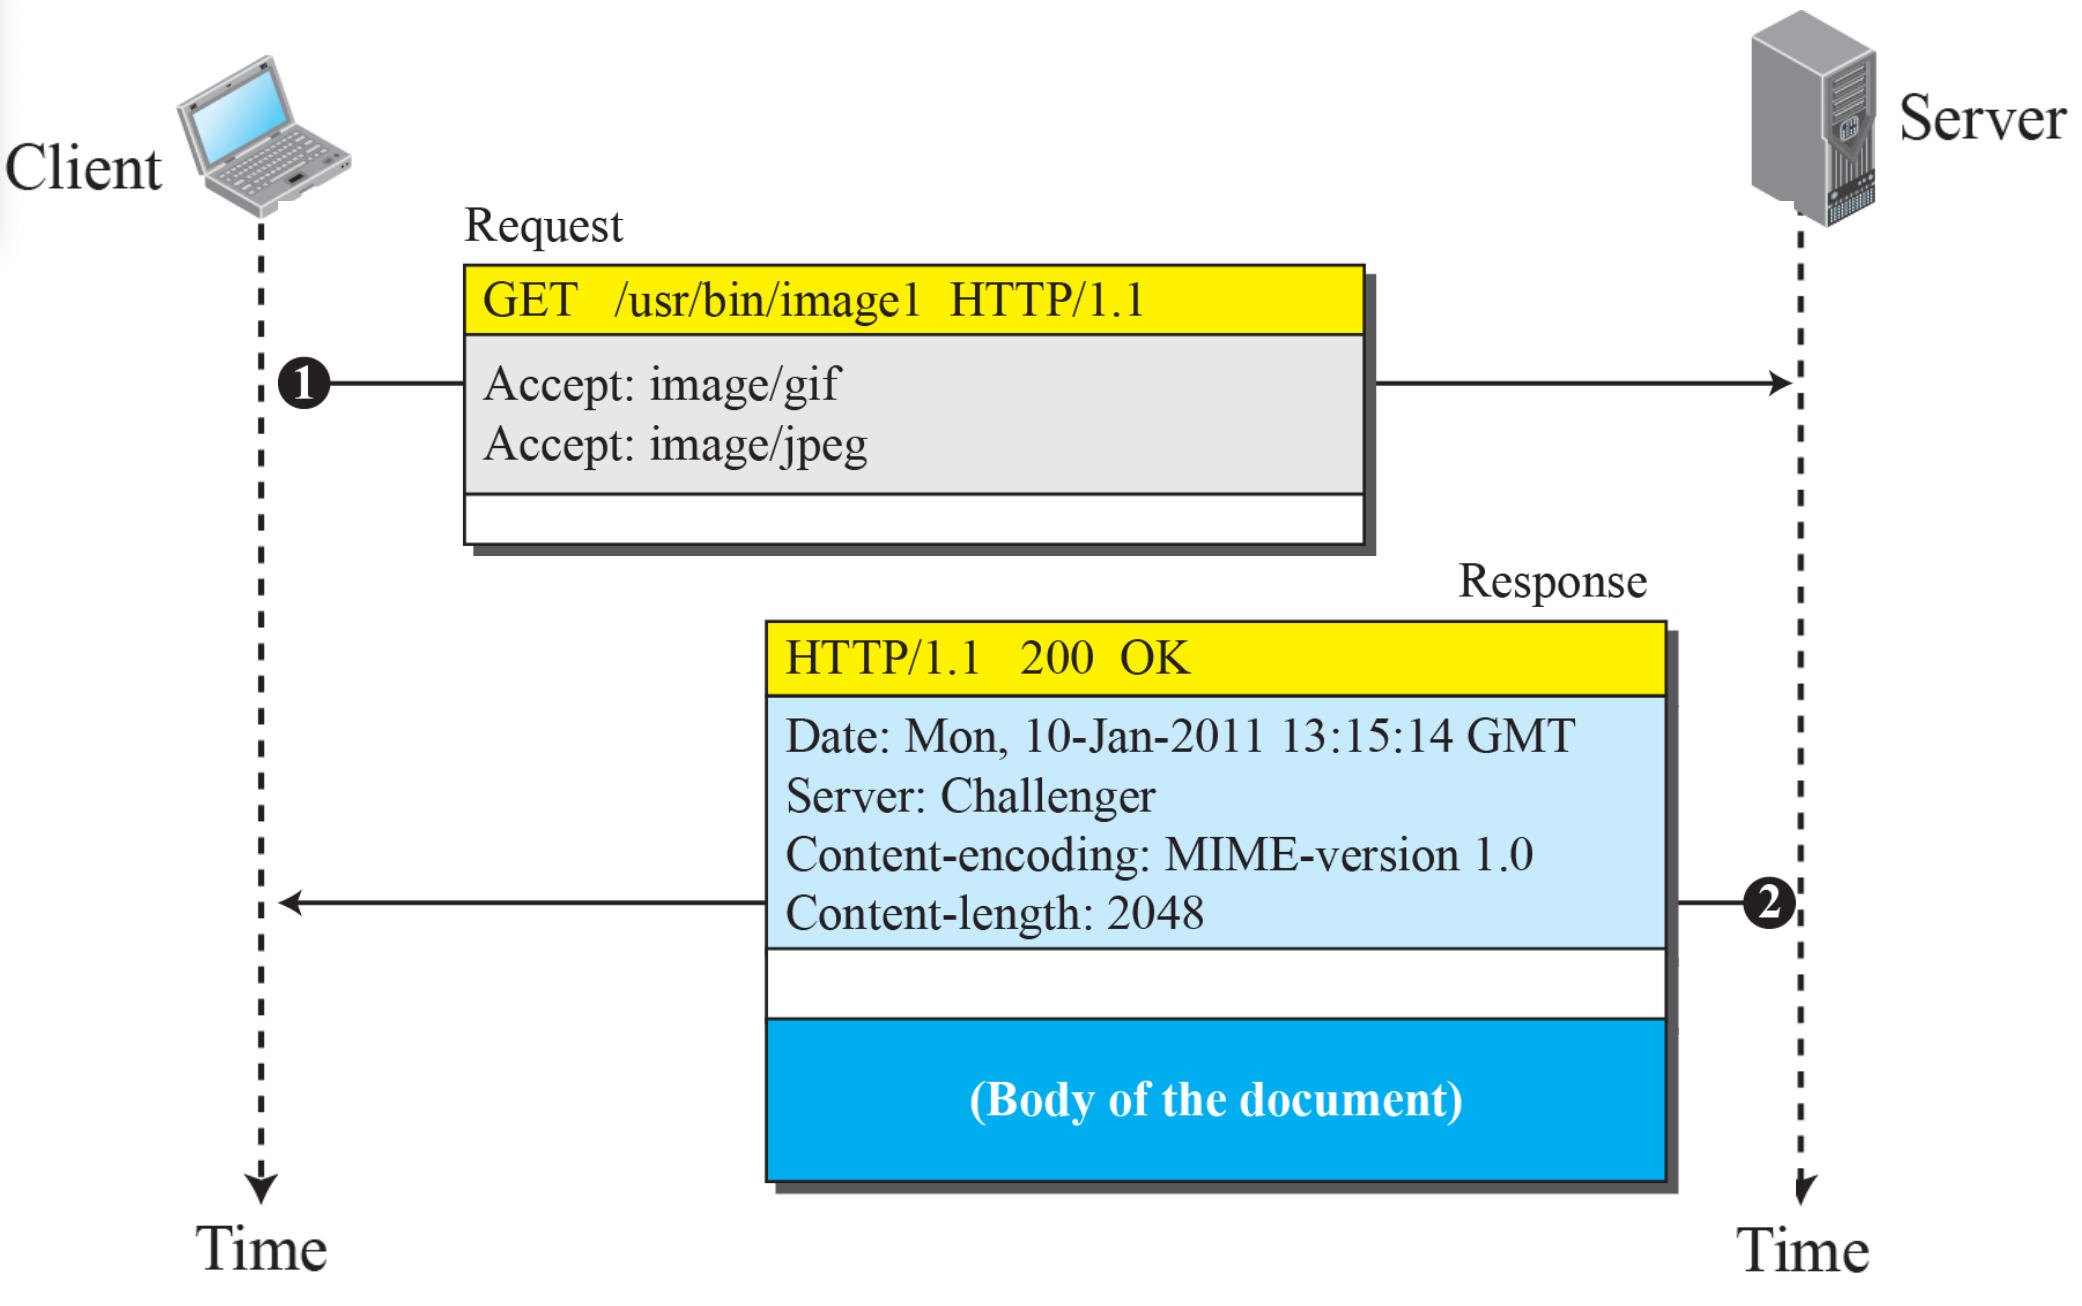 Client
Server
Request
GET /usr/bin/image1 HTTP/1.1
1
Accept: image/gif
Accept: image/jpeg
Response
HTTP/1.1 200 OK
Date: Mon, 10-Jan-2011 13:15:14 GMT
Server: Challenger
Content-encoding: MIME-version 1.0
Content-length: 2048
2
(Body of the document)
Time
Time